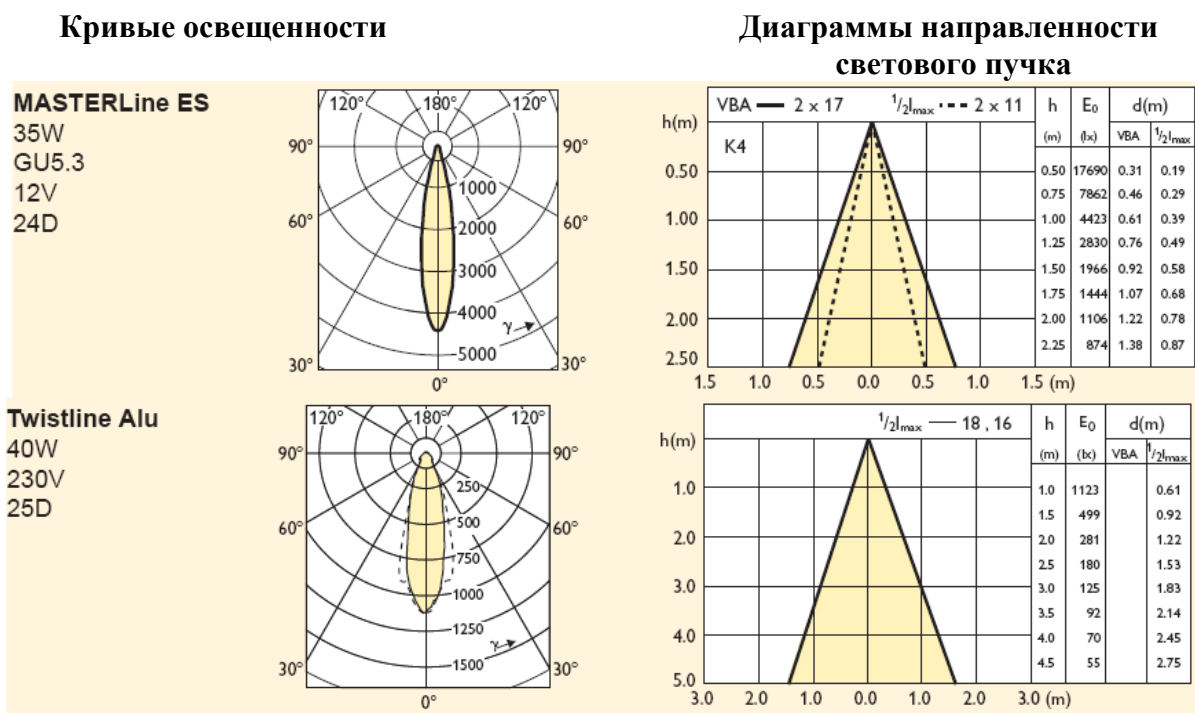 Кривые освещенности
Диаграммы направленности
светового пучка
MASTERLine ES
35W
GU5.3
12V
24D
120° 180° 120°
90° 90°
60° 60°
30° 30°
0°
1000
2000
3000
4000
5000
γ
VBA 2 x 17 ½Imax 2 x 11
h(m)
K4
0.50
1.00
1.50
2.00
2.50
1.5 1.0 0.5 0.0 0.5 1.0 1.5 (m)
h E0 d(m)
(m) (lx) VBA ½Imax
0.50 17690 0.31 0.19
0.75 7862 0.46 0.29
1.00 4423 0.61 0.39
1.25 2830 0.76 0.49
1.50 1966 0.92 0.58
1.75 1444 1.07 0.68
2.00 1106 1.22 0.78
2.25 874 1.38 0.87
Twistline Alu
40W
230V
25D
120° 180° 120°
90° 90°
60° 60°
30° 30°
0°
250
500
750
1000
1250
1500
γ
½Imax 18 , 16
h(m)
1.0
2.0
3.0
4.0
5.0
3.0 2.0 1.0 0.0 1.0 2.0 3.0 (m)
h E0 d(m)
(m) (lx) VBA ½Imax
1.0 1123 0.61
1.5 499 0.92
2.0 281 1.22
2.5 180 1.53
3.0 125 1.83
3.5 92 2.14
4.0 70 2.45
4.5 55 2.75